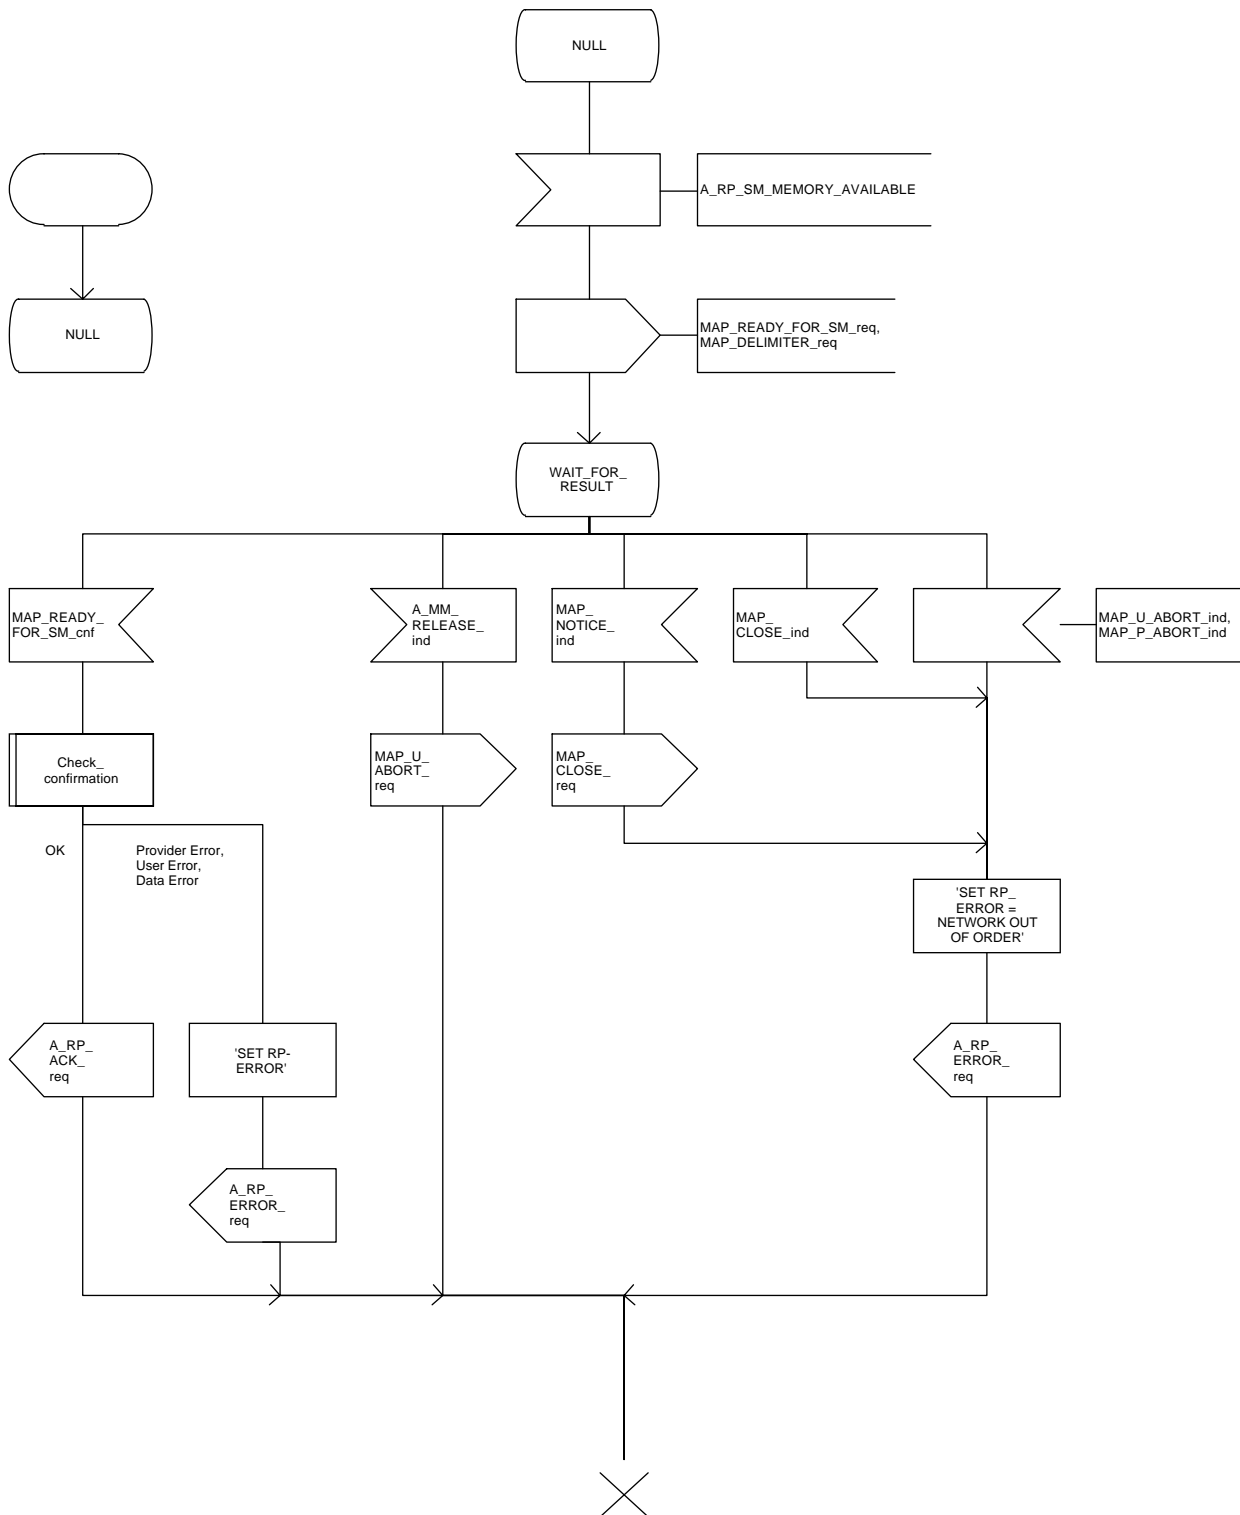 NULL
A_RP_SM_MEMORY_AVAILABLE
NULL
MAP_READY_FOR_SM_req,
MAP_DELIMITER_req
WAIT_FOR_
RESULT
MAP_READY_
FOR_SM_cnf
A_MM_
RELEASE_
ind
MAP_
NOTICE_
ind
MAP_
CLOSE_ind
MAP_U_ABORT_ind,
MAP_P_ABORT_ind
Check_
confirmation
MAP_U_
ABORT_
req
MAP_
CLOSE_
req
OK
Provider Error,
User Error,
Data Error
'SET RP_
ERROR =
NETWORK OUT
OF ORDER'
A_RP_
ACK_
req
'SET RP-
ERROR'
A_RP_
ERROR_
req
A_RP_
ERROR_
req